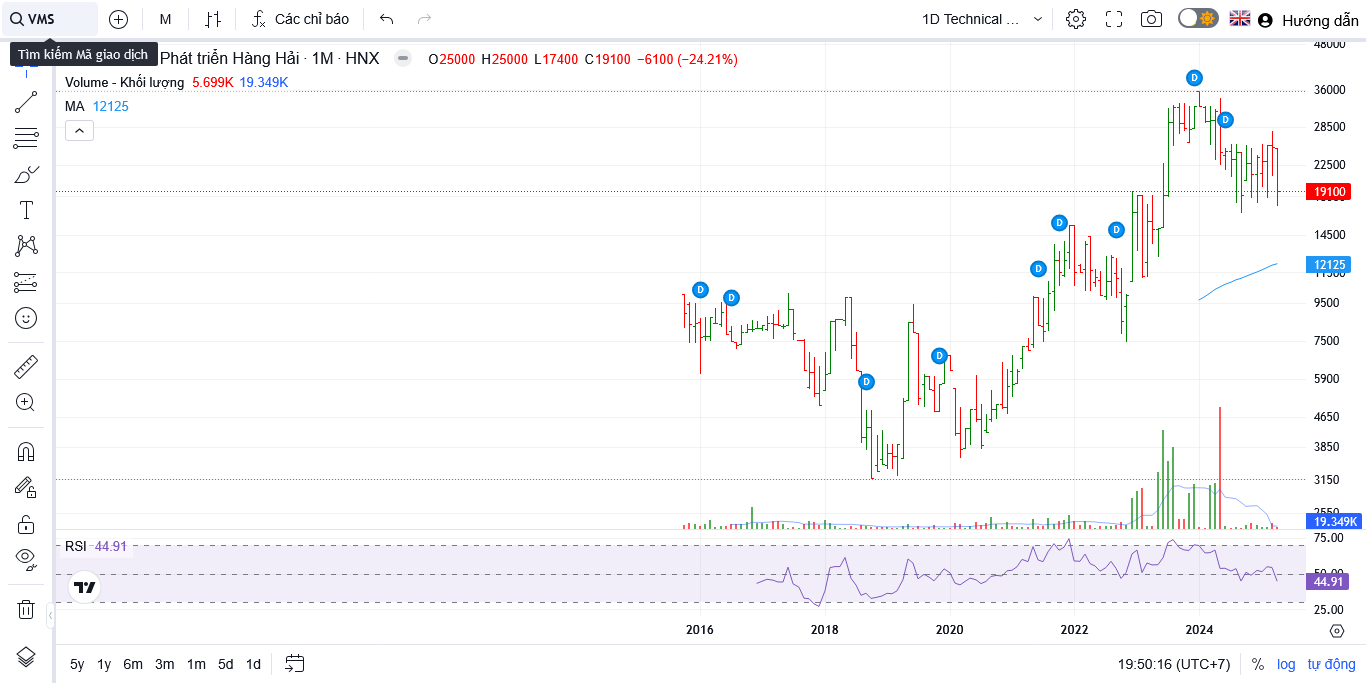 VMS
M
Các chỉ báo
1D Technical ...
Hướng dẫn
Tìm kiếm Mã giao dịch
Phát triển Hàng Hải · 1M · HNX
O25000 H25000 L17400 C19100 −6100 (−24.21%)
Volume - Khối lượng 5.699K 19.349K
MA 12125
D
D
D
D
D
D
D
D
D
48000
36000
28500
22500
19100
14500
12125
9500
7500
5900
4650
3850
3150
2550
19.349K
RSI 44.91
75.00
50.00
44.91
25.00
2016 2018 2020 2022 2024
5y 1y 6m 3m 1m 5d 1d
19:50:16 (UTC+7) % log tự động